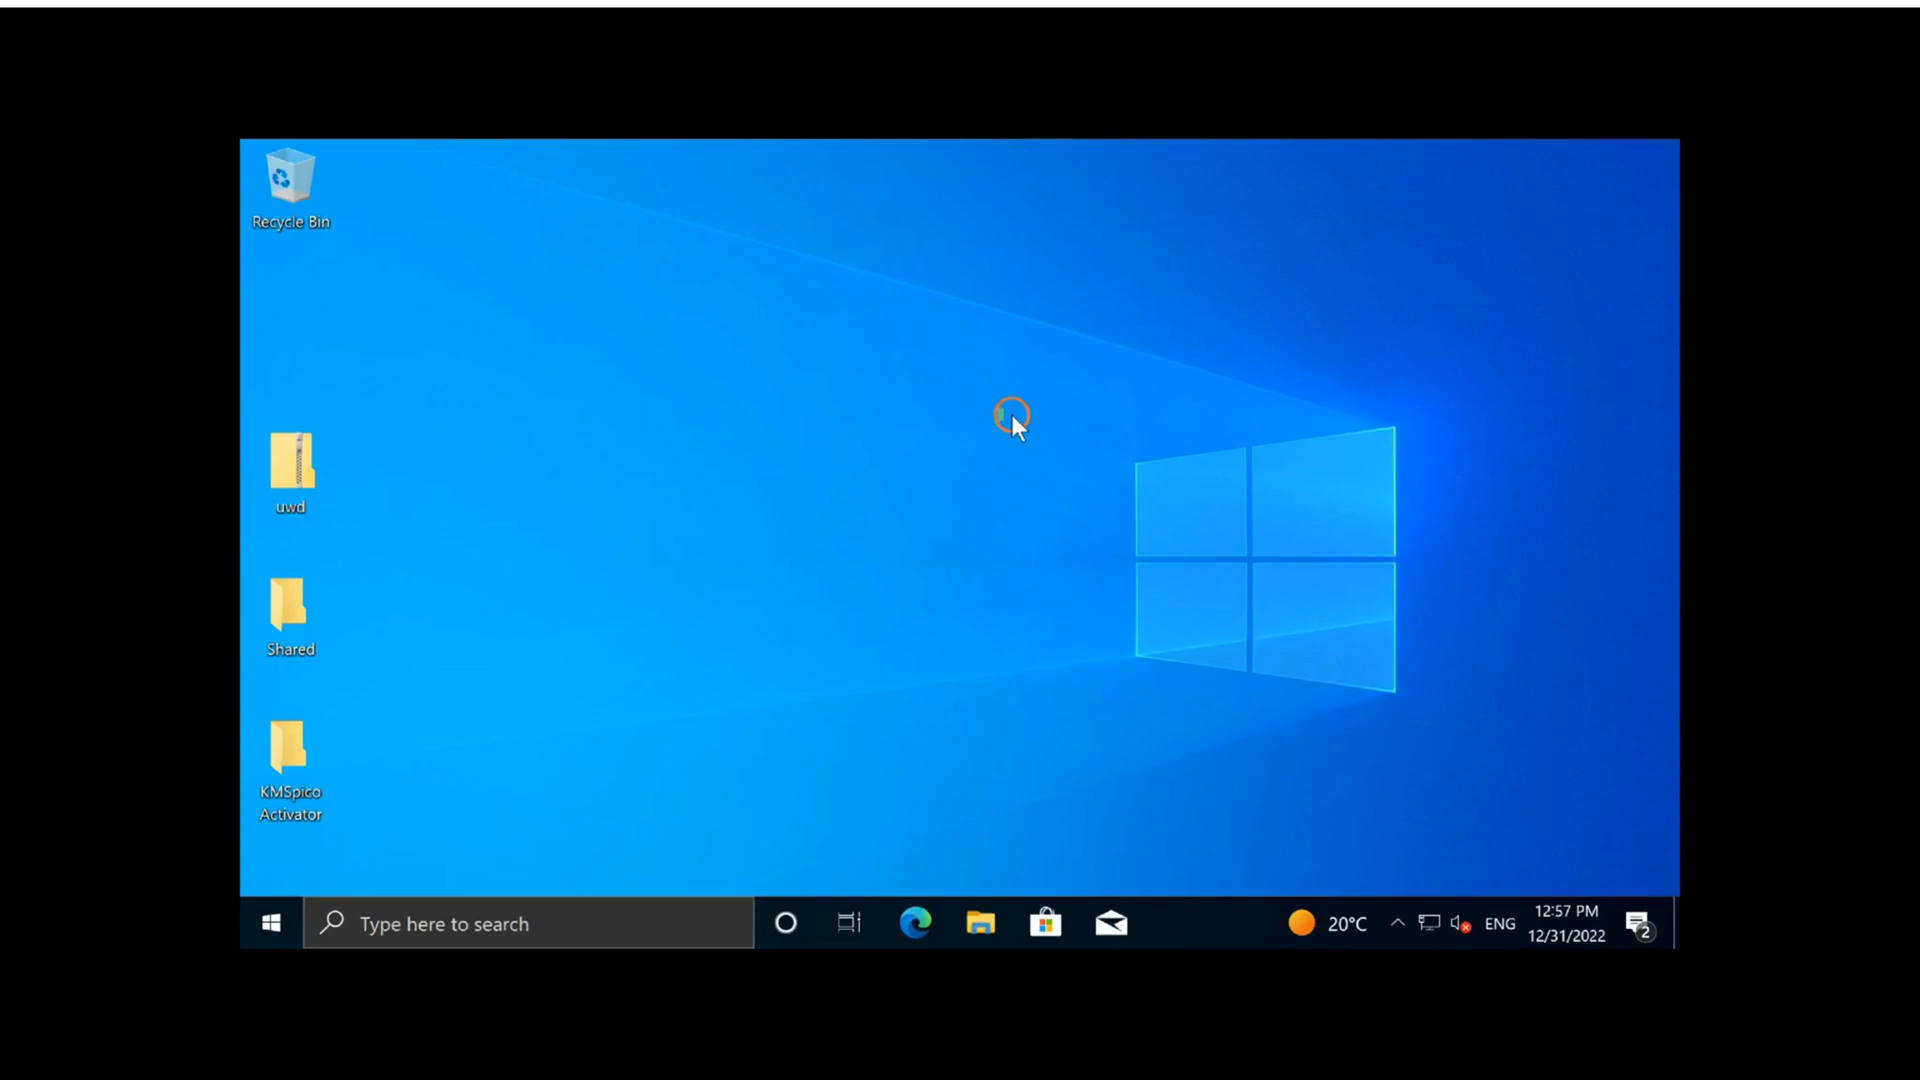 Recycle Bin
uwd
Shared
KMSpico
Activator
Type here to search
20°C
ENG
12:57 PM
12/31/2022
2